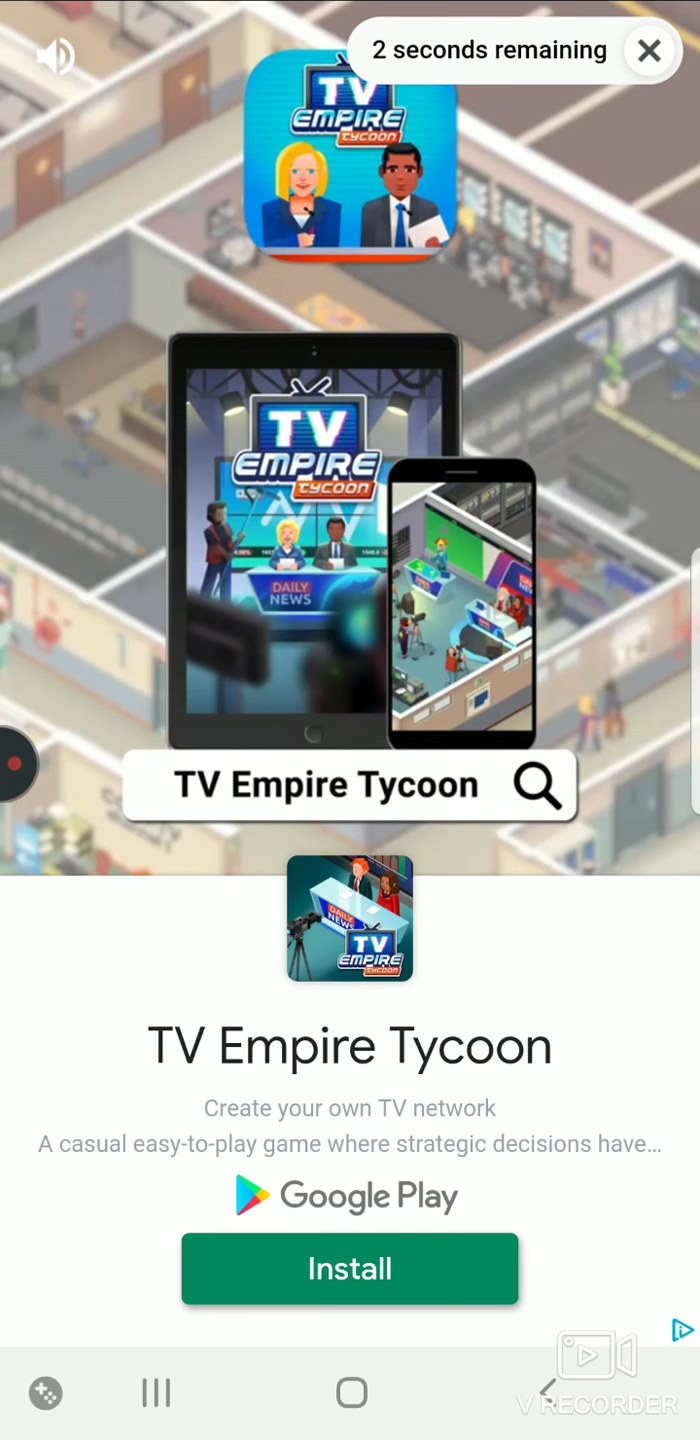 2 seconds remaining
TV
EMPIRE
TYCOON
TV
EMPIRE
TYCOON
DAILY
NEWS
TV Empire Tycoon
DAILY
NEWS
TV
EMPIRE
TYCOON
TV Empire Tycoon
Create your own TV network
A casual easy-to-play game where strategic decisions have…
Google Play
Install
V RECORDER